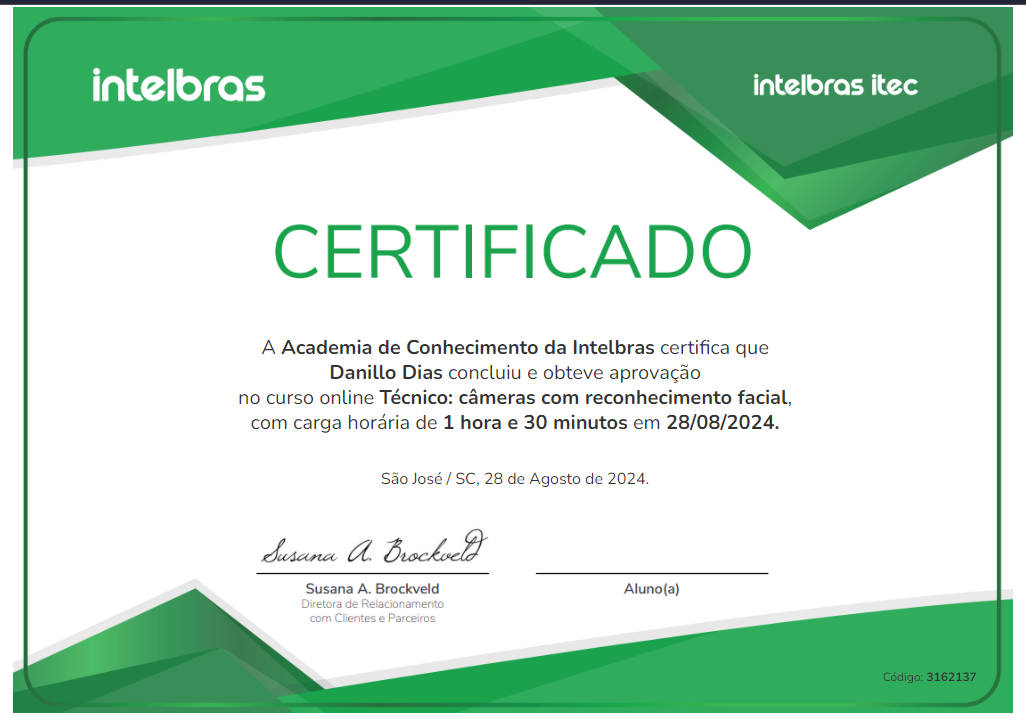 intelbras
intelbras itec
CERTIFICADO
A Academia de Conhecimento da Intelbras certifica que
Danillo Dias concluiu e obteve aprovação
no curso online Técnico: câmeras com reconhecimento facial,
com carga horária de 1 hora e 30 minutos em 28/08/2024.
São José / SC, 28 de Agosto de 2024.
Susana A. Brockveld
Susana A. Brockveld
Diretora de Relacionamento
com Clientes e Parceiros
Aluno(a)
Código: 3162137